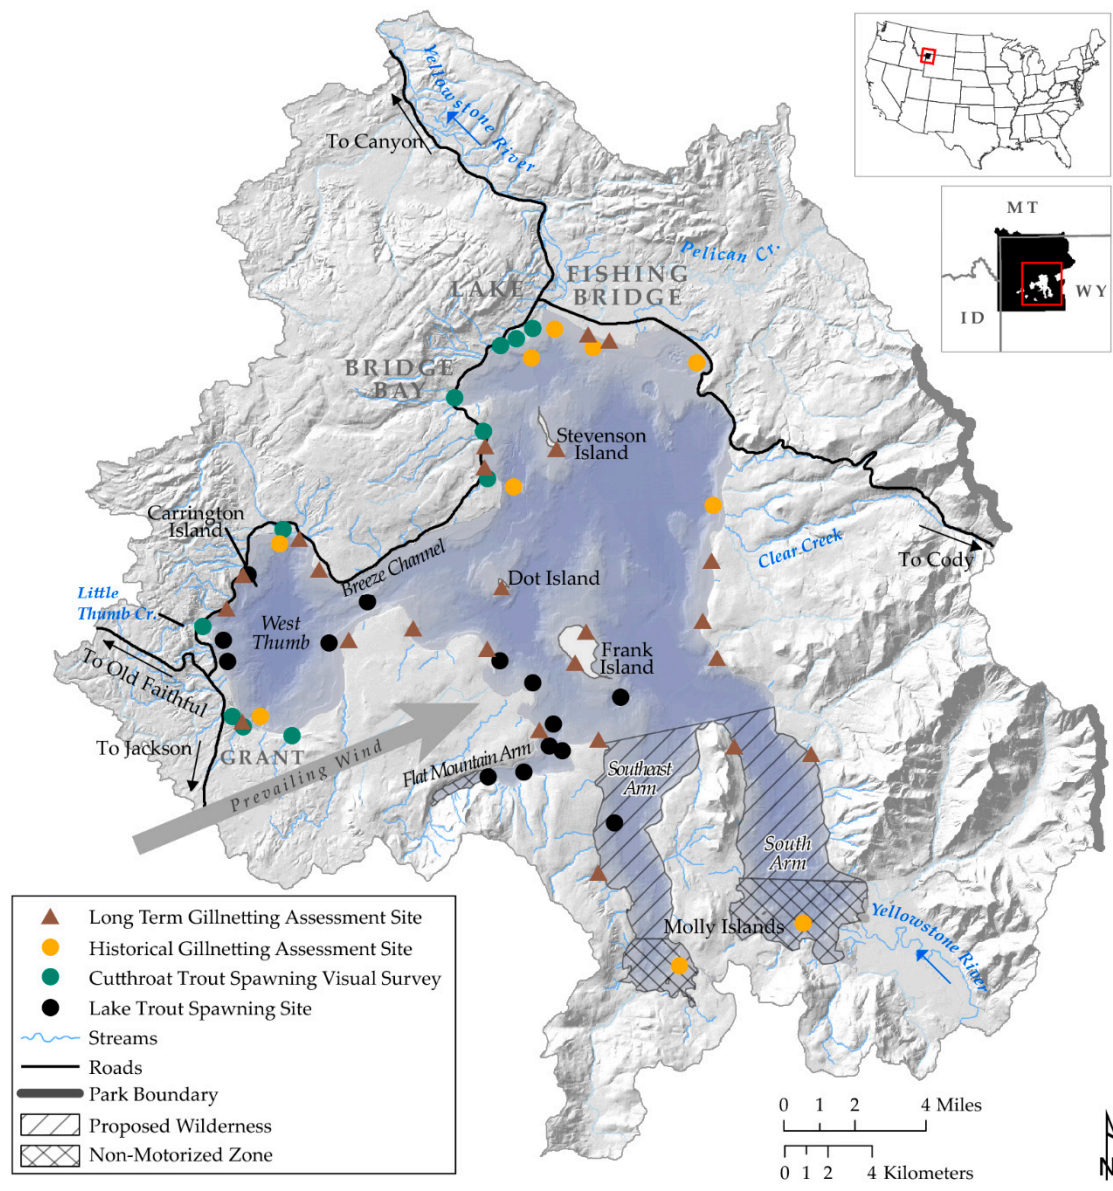 Yellowstone
River
To Canyon
Pelican Cr.
MT
ID
WY
LAKE
FISHING
BRIDGE
BRIDGE
BAY
Stevenson
Island
Carrington
Island
Breeze Channel
Clear Creek
To Cody
Dot Island
Little
Thumb Cr.
West
Thumb
Frank
Island
To Old Faithful
To Jackson
GRANT
Prevailing Wind
Flat Mountain Arm
Southeast
Arm
South
Arm
Molly Islands
Yellowstone
River
Long Term Gillnetting Assessment Site
Historical Gillnetting Assessment Site
Cutthroat Trout Spawning Visual Survey
Lake Trout Spawning Site
Streams
Roads
Park Boundary
Proposed Wilderness
Non-Motorized Zone
0 1 2 4 Miles
0 1 2 4 Kilometers
N